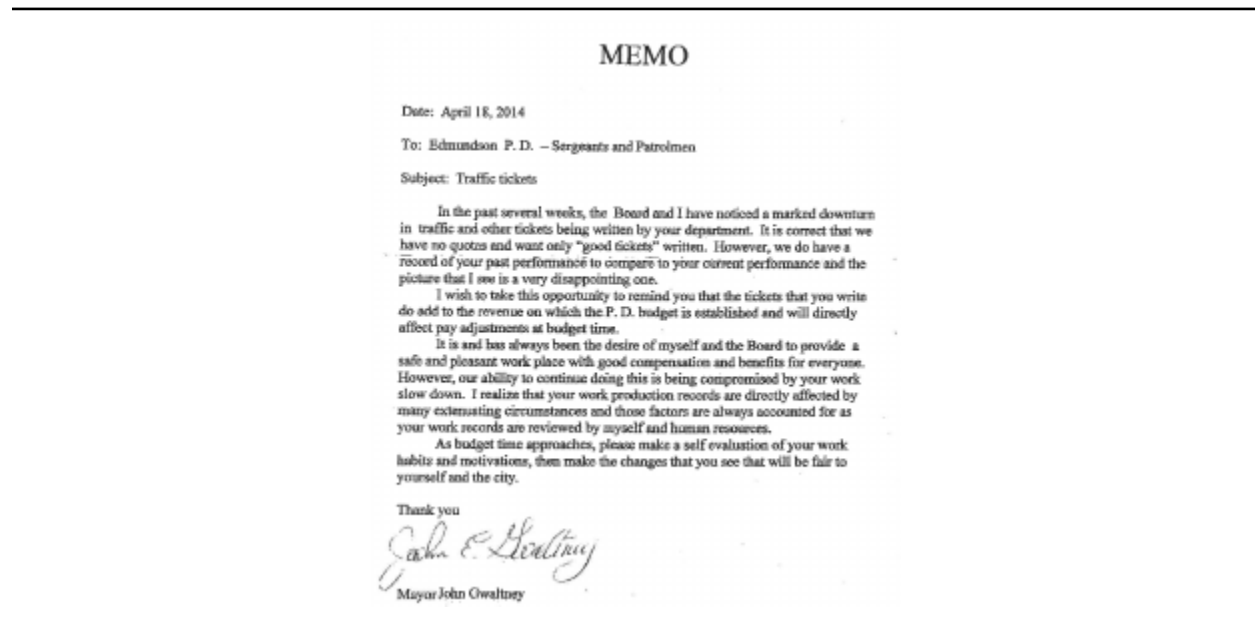 MEMO
Date: April 18, 2014
To: Edmundson P. D. – Sergeants and Patrolmen
Subject: Traffic tickets
In the past several weeks, the Board and I have noticed a marked downturn
in traffic and other tickets being written by your department. It is correct that we
have no quotas and want only "good tickets" written. However, we do have a
record of your past performance to compare to your current performance and the
picture that I see is a very disappointing one.
I wish to take this opportunity to remind you that the tickets that you write
do add to the revenue on which the P. D. budget is established and will directly
affect pay adjustments at budget time.
It is and has always been the desire of myself and the Board to provide a
safe and pleasant work place with good compensation and benefits for everyone.
However, our ability to continue doing this is being compromised by your work
slow down. I realize that your work production records are directly affected by
many extenuating circumstances and those factors are always accounted for as
your work records are reviewed by myself and human resources.
As budget time approaches, please make a self evaluation of your work
habits and motivations, then make the changes that you see that will be fair to
yourself and the city.
Thank you
John E Gwaltney
Mayor John Gwaltney